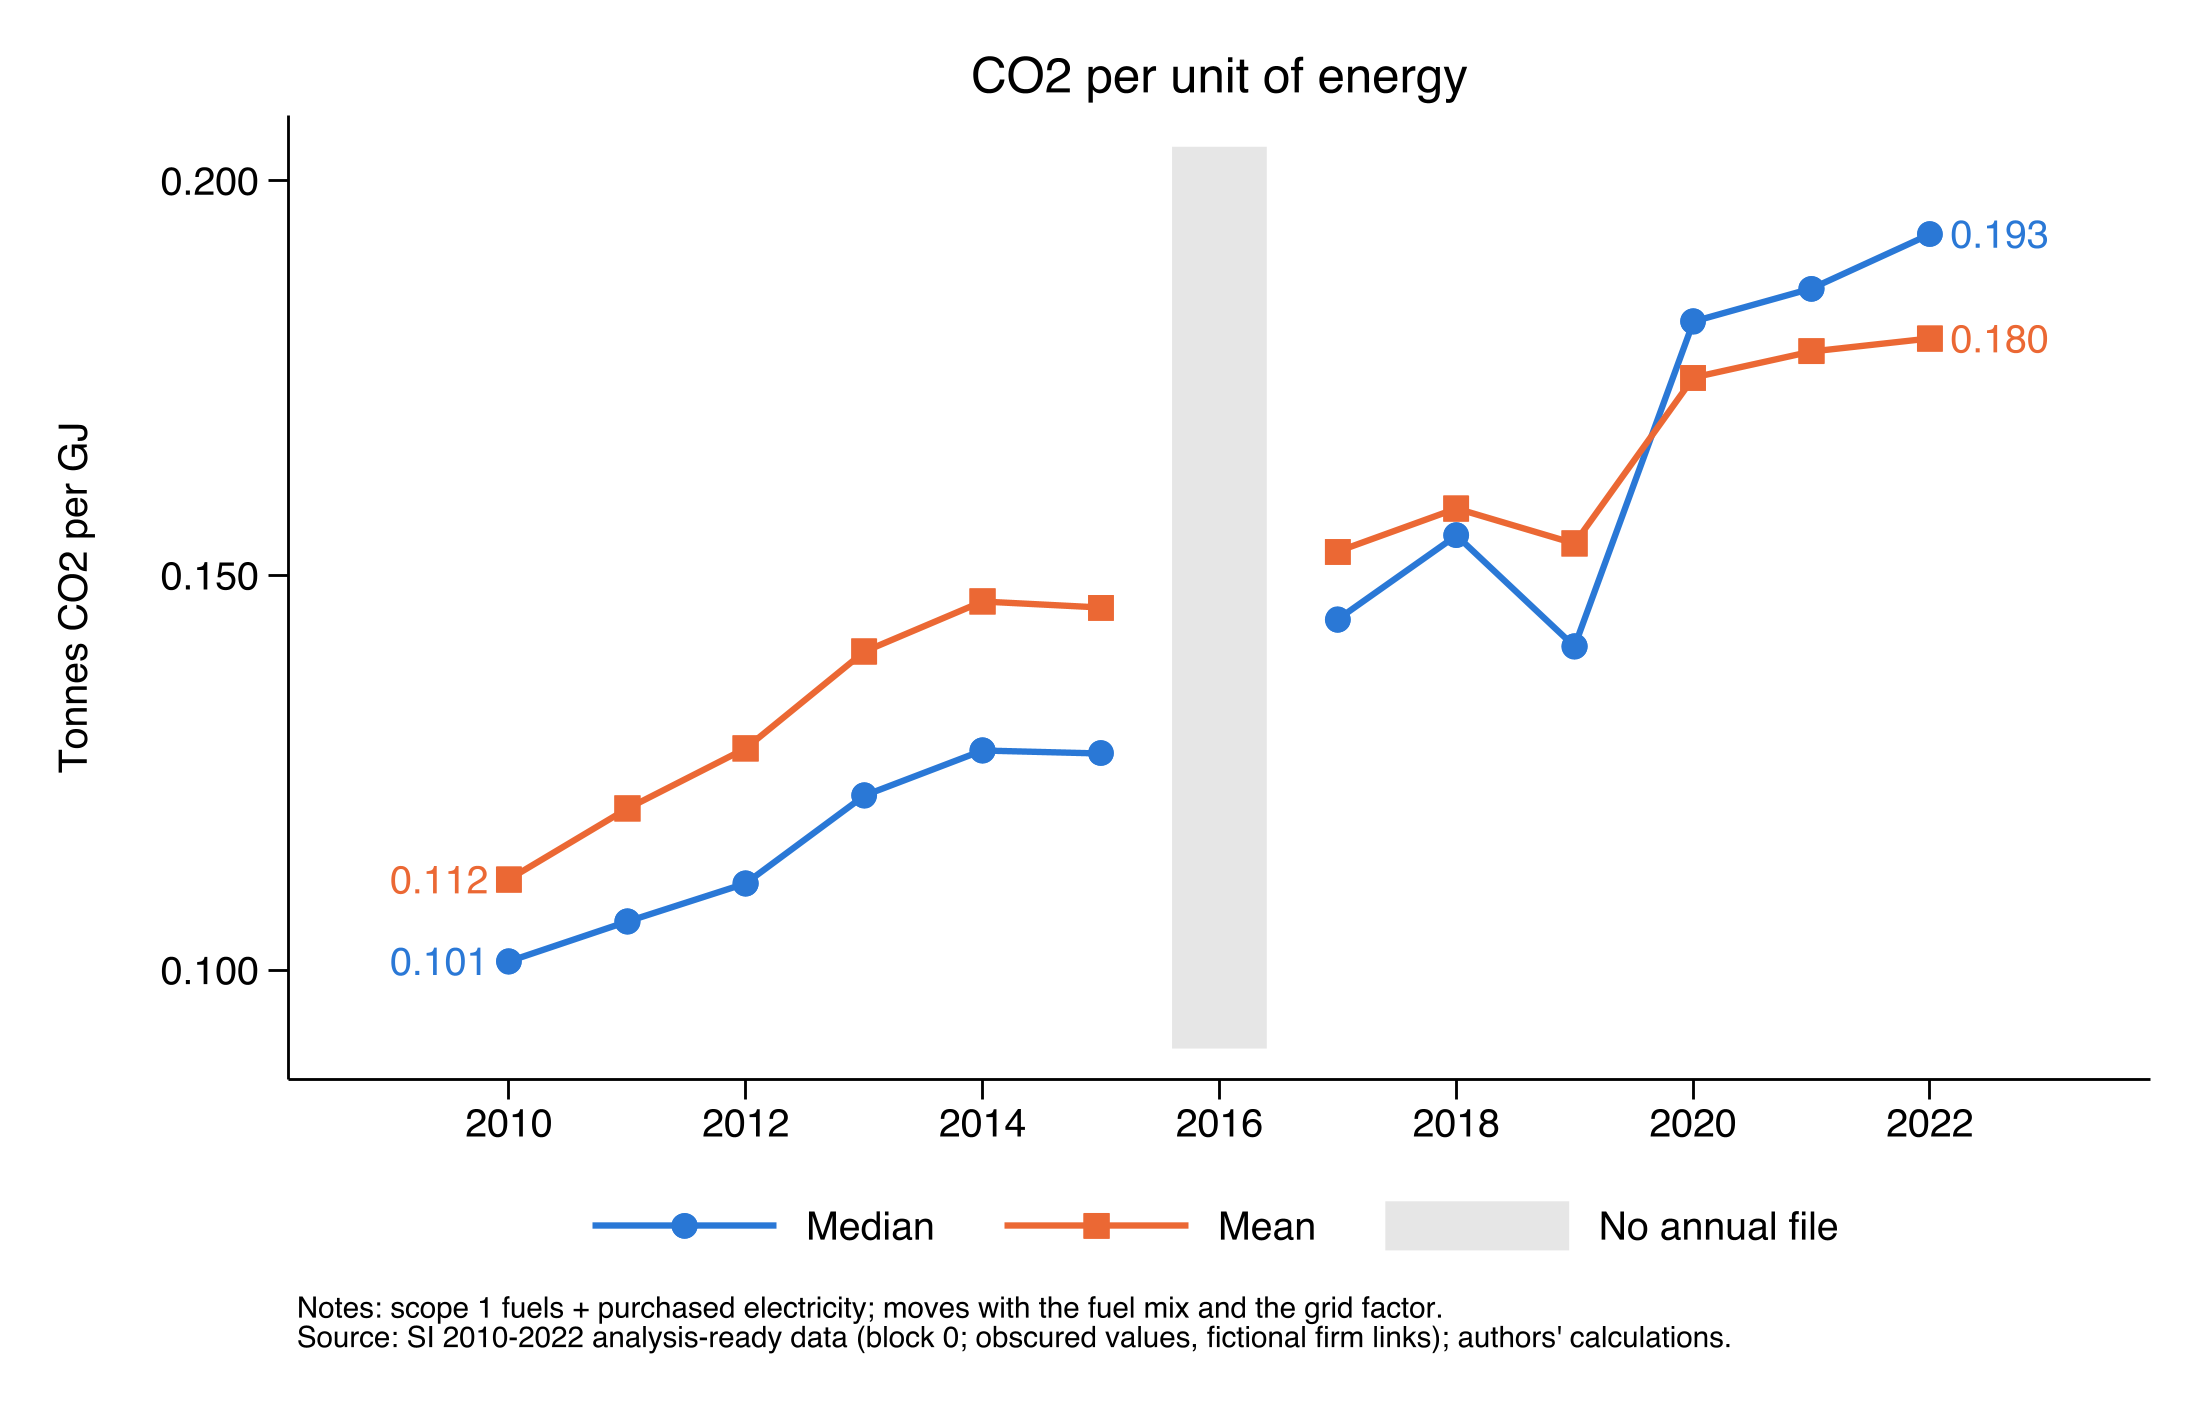 CO2 per unit of energy
Tonnes CO2 per GJ
0.200
0.150
0.100
0.193
0.180
0.112
0.101
2010 2012 2014 2016 2018 2020 2022
Median Mean No annual file
Notes: scope 1 fuels + purchased electricity; moves with the fuel mix and the grid factor.
Source: SI 2010-2022 analysis-ready data (block 0; obscured values, fictional firm links); authors' calculations.